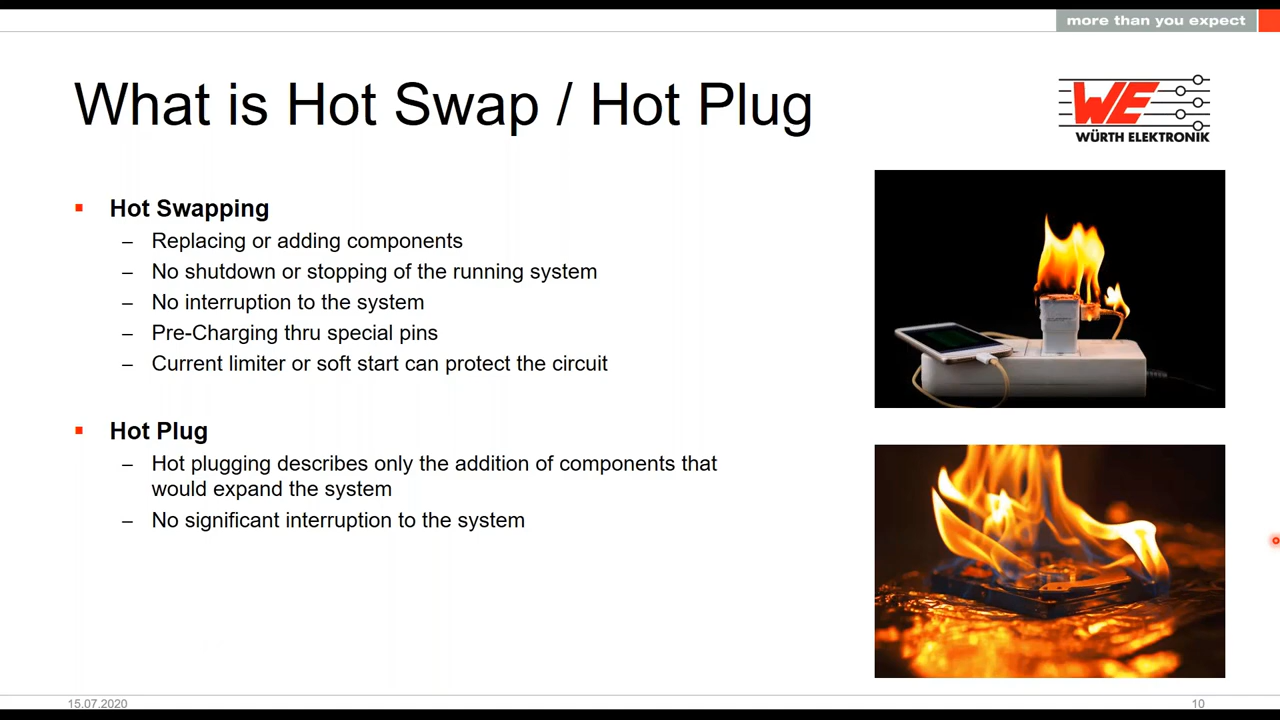 more than you expect
What is Hot Swap / Hot Plug
WE
WÜRTH ELEKTRONIK
▪ Hot Swapping
– Replacing or adding components
– No shutdown or stopping of the running system
– No interruption to the system
– Pre-Charging thru special pins
– Current limiter or soft start can protect the circuit
▪ Hot Plug
– Hot plugging describes only the addition of components that
would expand the system
– No significant interruption to the system
15.07.2020
10